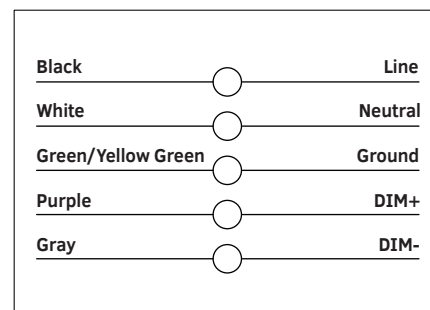 Black Line
White Neutral
Green/Yellow Green Ground
Purple DIM+
Gray DIM-